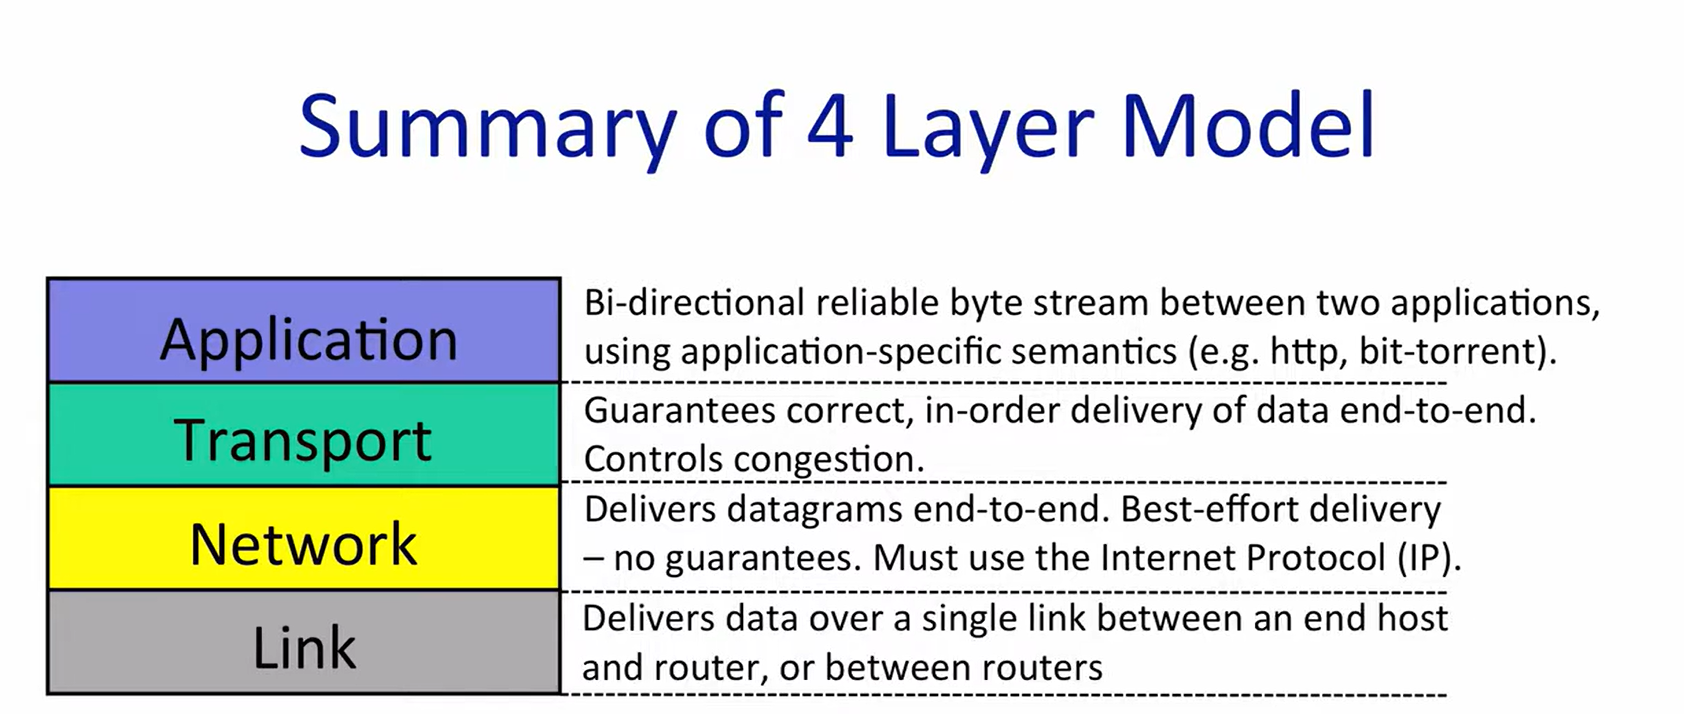 Summary of 4 Layer Model
Application
Bi-directional reliable byte stream between two applications,
using application-specific semantics (e.g. http, bit-torrent).
Transport
Guarantees correct, in-order delivery of data end-to-end.
Controls congestion.
Network
Delivers datagrams end-to-end. Best-effort delivery
– no guarantees. Must use the Internet Protocol (IP).
Link
Delivers data over a single link between an end host
and router, or between routers